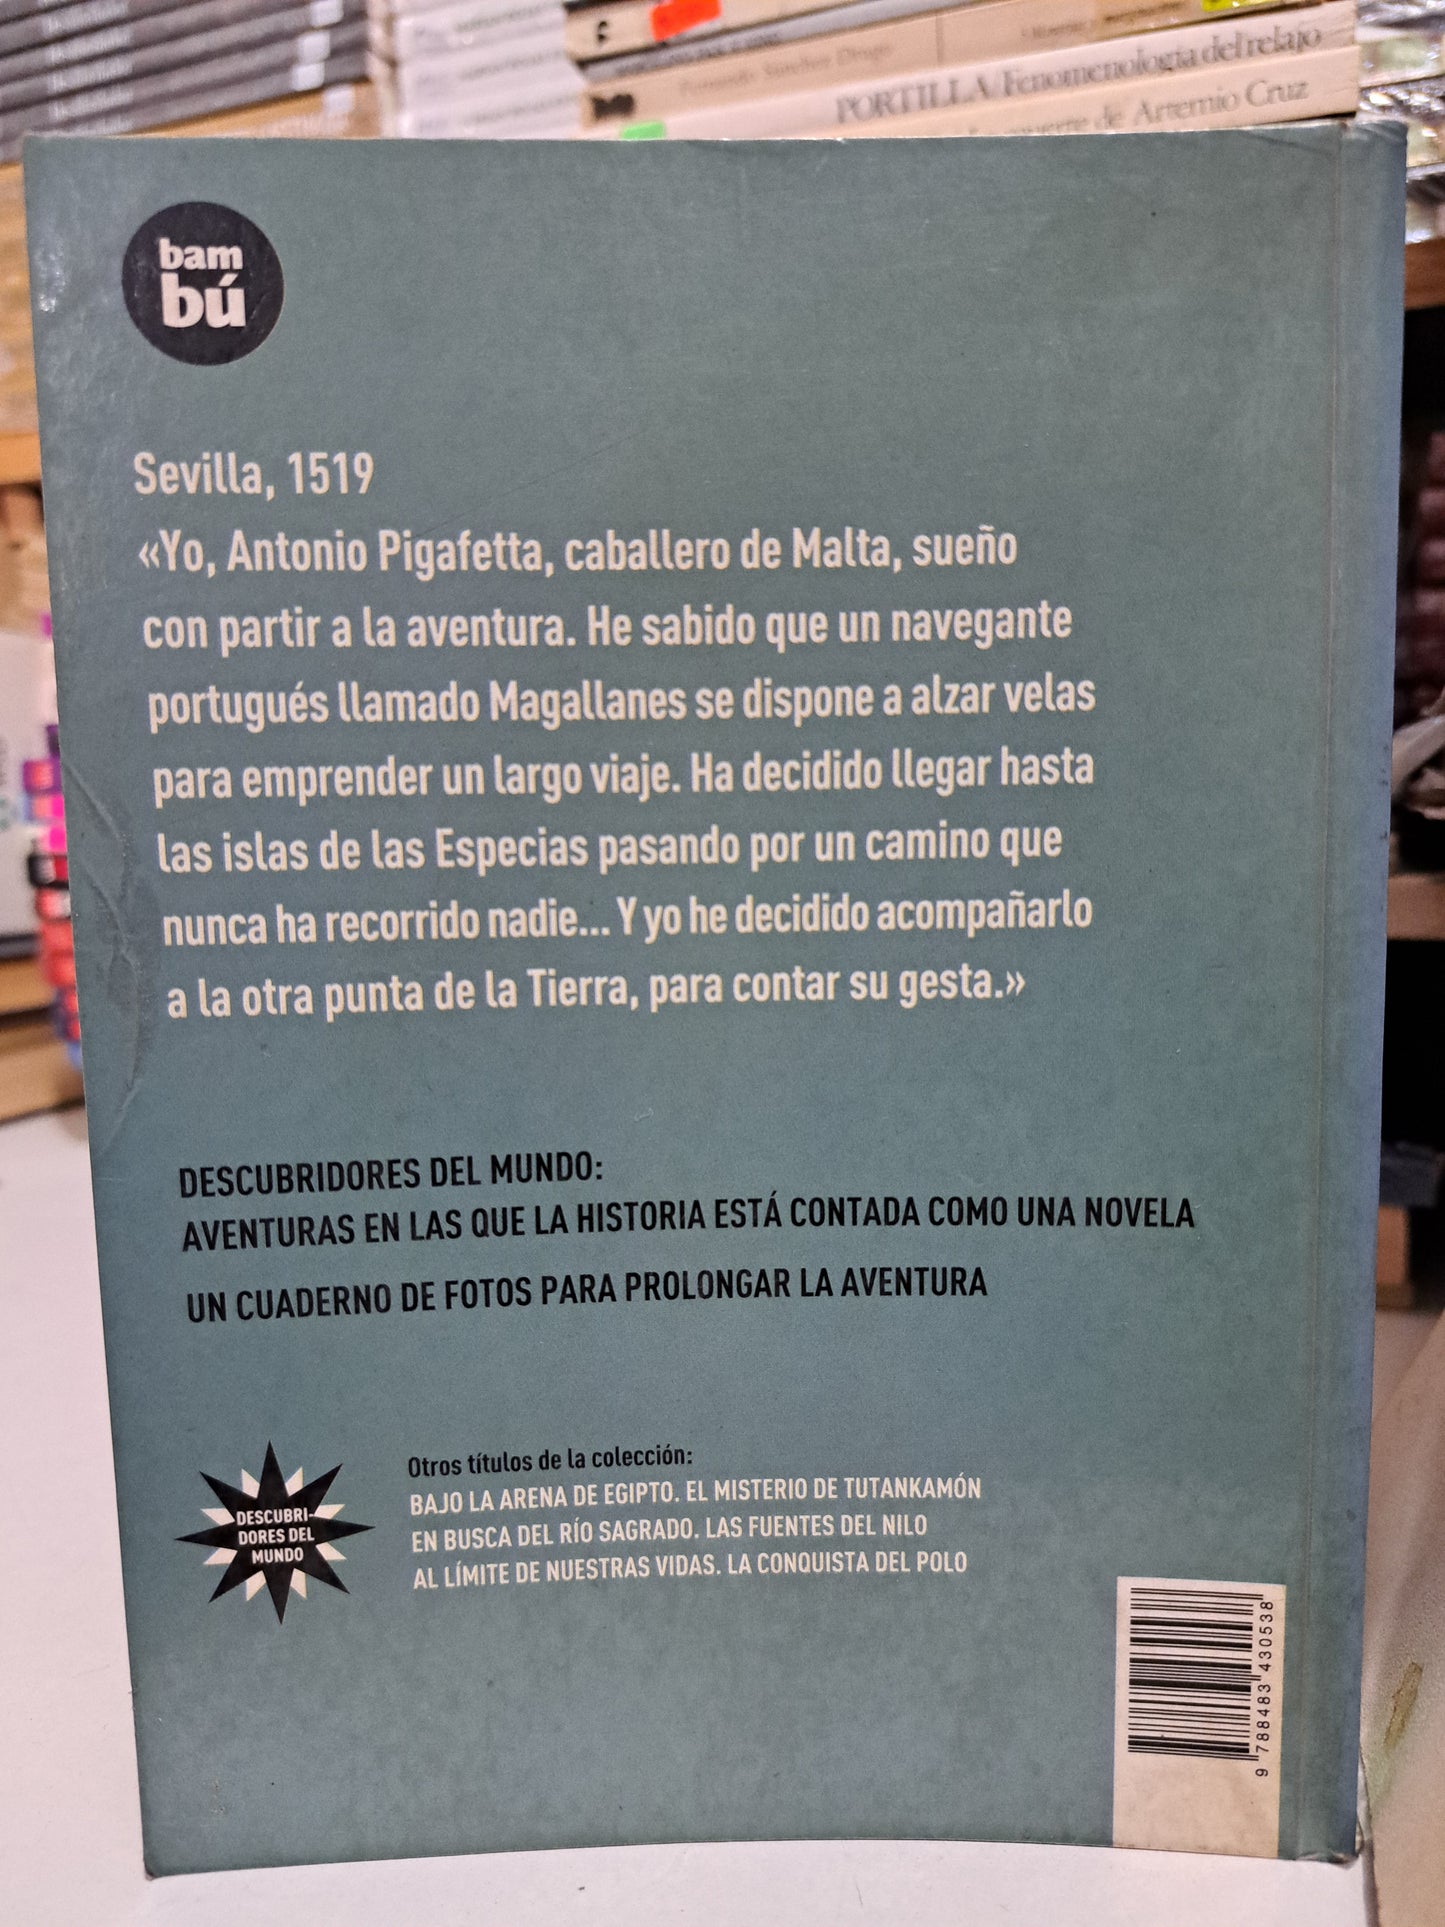 PORTILLA / Fenomenología del relajo
muerte de Artemio Cruz
bam
bú
Sevilla, 1519
«Yo, Antonio Pigafetta, caballero de Malta, sueño
con partir a la aventura. He sabido que un navegante
portugués llamado Magallanes se dispone a alzar velas
para emprender un largo viaje. Ha decidido llegar hasta
las islas de las Especias pasando por un camino que
nunca ha recorrido nadie... Y yo he decidido acompañarlo
a la otra punta de la Tierra, para contar su gesta.»
DESCUBRIDORES DEL MUNDO:
AVENTURAS EN LAS QUE LA HISTORIA ESTÁ CONTADA COMO UNA NOVELA
UN CUADERNO DE FOTOS PARA PROLONGAR LA AVENTURA
DESCUBRI-
DORES DEL
MUNDO
Otros títulos de la colección:
BAJO LA ARENA DE EGIPTO. EL MISTERIO DE TUTANKAMÓN
EN BUSCA DEL RÍO SAGRADO. LAS FUENTES DEL NILO
AL LÍMITE DE NUESTRAS VIDAS. LA CONQUISTA DEL POLO
9 788483 430538